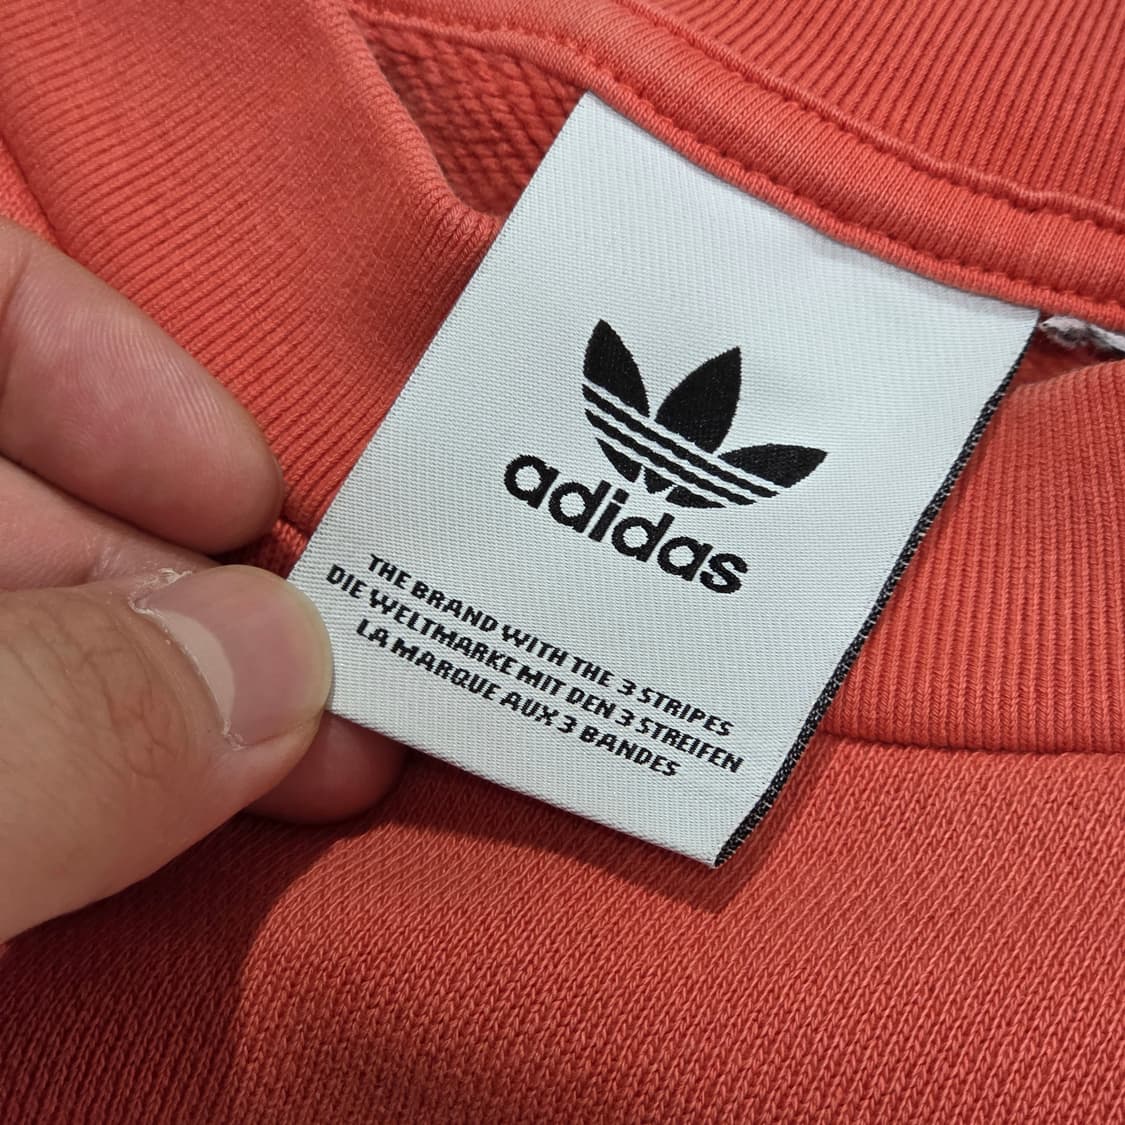 adidas
THE BRAND WITH THE 3 STRIPES
DIE WELTMARKE MIT DEN 3 STREIFEN
LA MARQUE AUX 3 BANDES